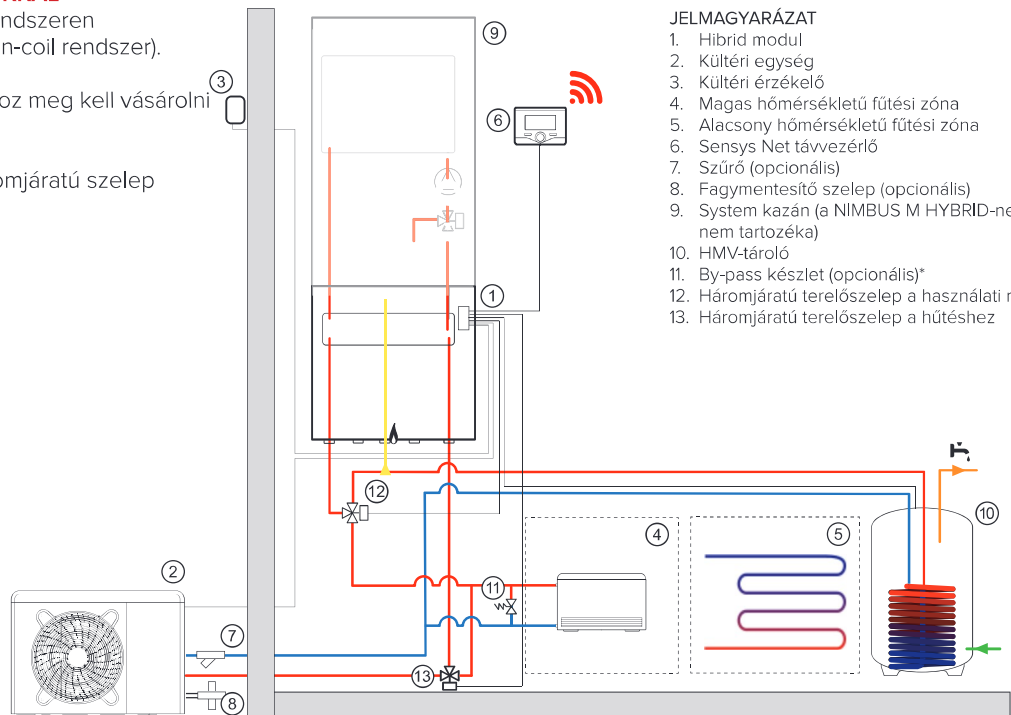 ndszeren
n-coil rendszer).
oz meg kell vásárolni
omjáratú szelep
JELMAGYARÁZAT
1. Hibrid modul
2. Kültéri egység
3. Kültéri érzékelő
4. Magas hőmérsékletű fűtési zóna
5. Alacsony hőmérsékletű fűtési zóna
6. Sensys Net távvezérlő
7. Szűrő (opcionális)
8. Fagymentesítő szelep (opcionális)
9. System kazán (a NIMBUS M HYBRID-ne
nem tartozéka)
10. HMV-tároló
11. By-pass készlet (opcionális)*
12. Háromjáratú terelőszelep a használati
13. Háromjáratú terelőszelep a hűtéshez
9
3
6
1
12
4
5
10
11
2
7
13
8